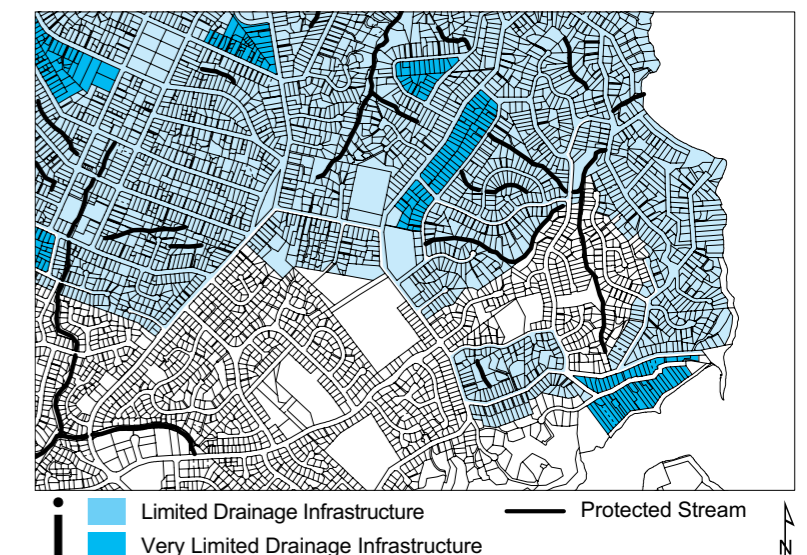 Limited Drainage Infrastructure
Protected Stream
Very Limited Drainage Infrastructure
N